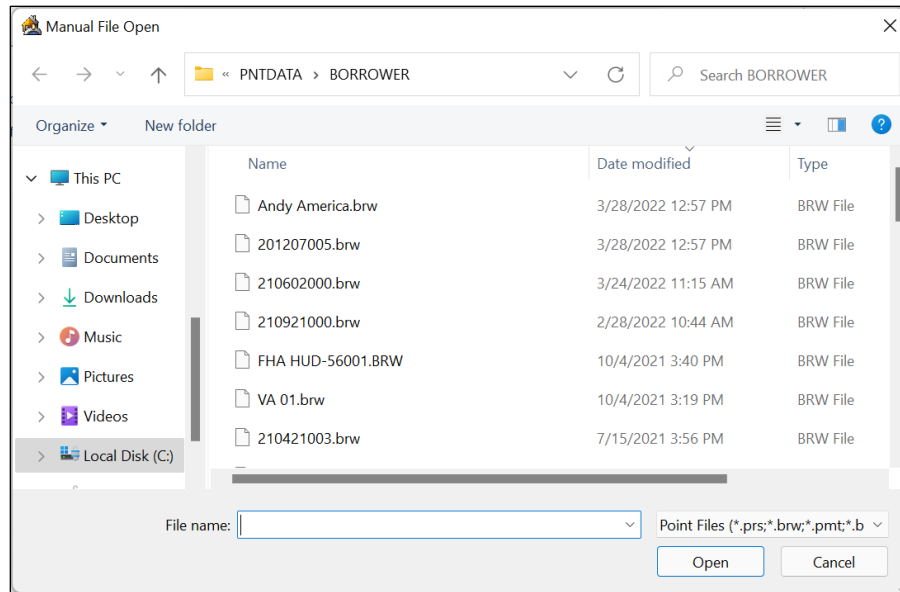 Manual File Open
« PNTDATA > BORROWER
Search BORROWER
Organize
New folder
Name
Date modified
Type
This PC
Desktop
Documents
Downloads
Music
Pictures
Videos
Local Disk (C:)
Andy America.brw 3/28/2022 12:57 PM BRW File
201207005.brw 3/28/2022 12:57 PM BRW File
210602000.brw 3/24/2022 11:15 AM BRW File
210921000.brw 2/28/2022 10:44 AM BRW File
FHA HUD-56001.BRW 10/4/2021 3:40 PM BRW File
VA 01.brw 10/4/2021 3:19 PM BRW File
210421003.brw 7/15/2021 3:56 PM BRW File
File name:
Point Files (*.prs;*.brw;*.pmt;*.b
Open
Cancel